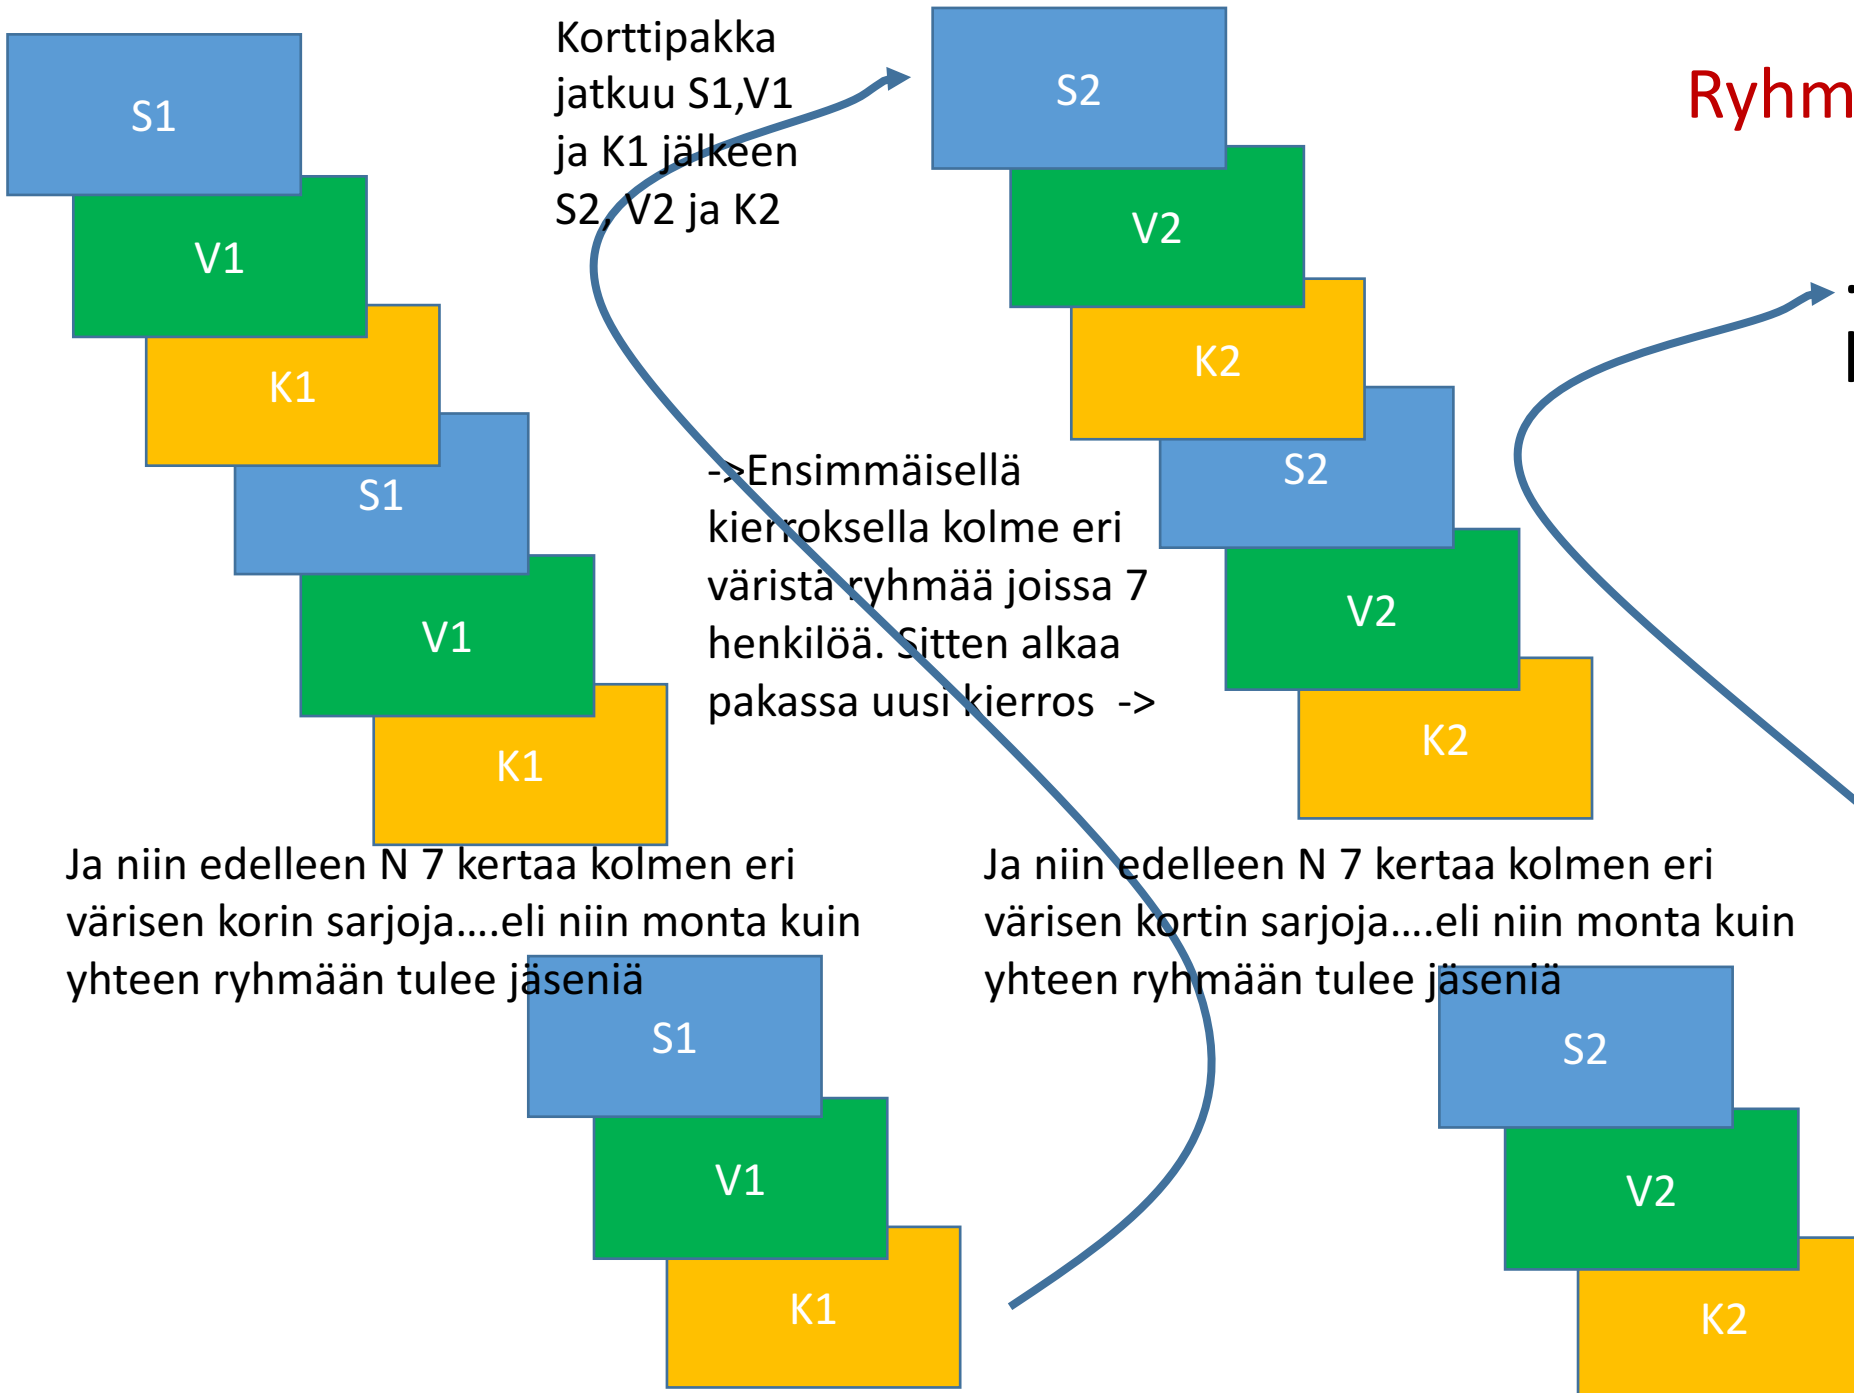 S1
V1
K1
S1
V1
K1
Ja niin edelleen N 7 kertaa kolmen eri
värisen korin sarjoja....eli niin monta kuin
yhteen ryhmään tulee jäseniä
S1
V1
K1
Korttipakka
jatkuu S1,V1
ja K1 jälkeen
S2, V2 ja K2
->Ensimmäisellä
kierroksella kolme eri
väristä ryhmää joissa 7
henkilöä. Sitten alkaa
pakassa uusi kierros ->
S2
V2
K2
S2
V2
K2
Ja niin edelleen N 7 kertaa kolmen eri
värisen kortin sarjoja....eli niin monta kuin
yhteen ryhmään tulee jäseniä
S2
V2
K2
Ryhm